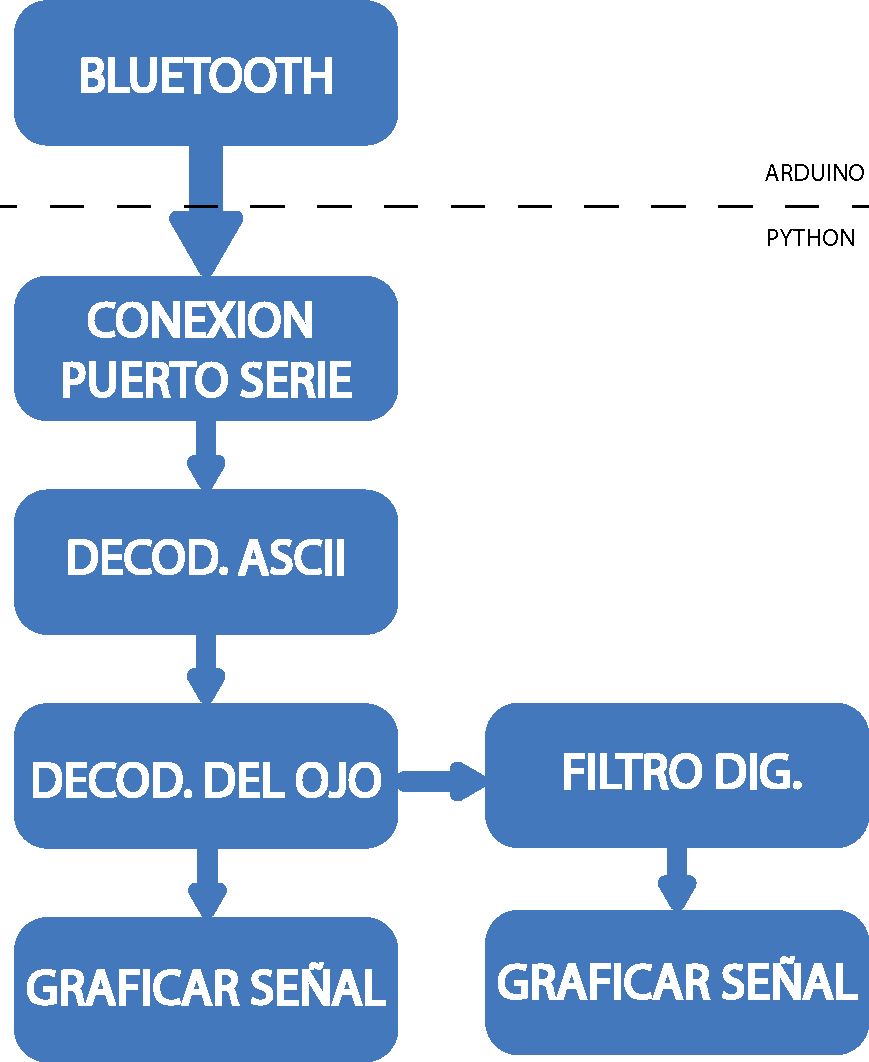 BLUETOOTH
ARDUINO
PYTHON
CONEXION
PUERTO SERIE
DECOD. ASCII
DECOD. DEL OJO
FILTRO DIG.
GRAFICAR SEÑAL
GRAFICAR SEÑAL